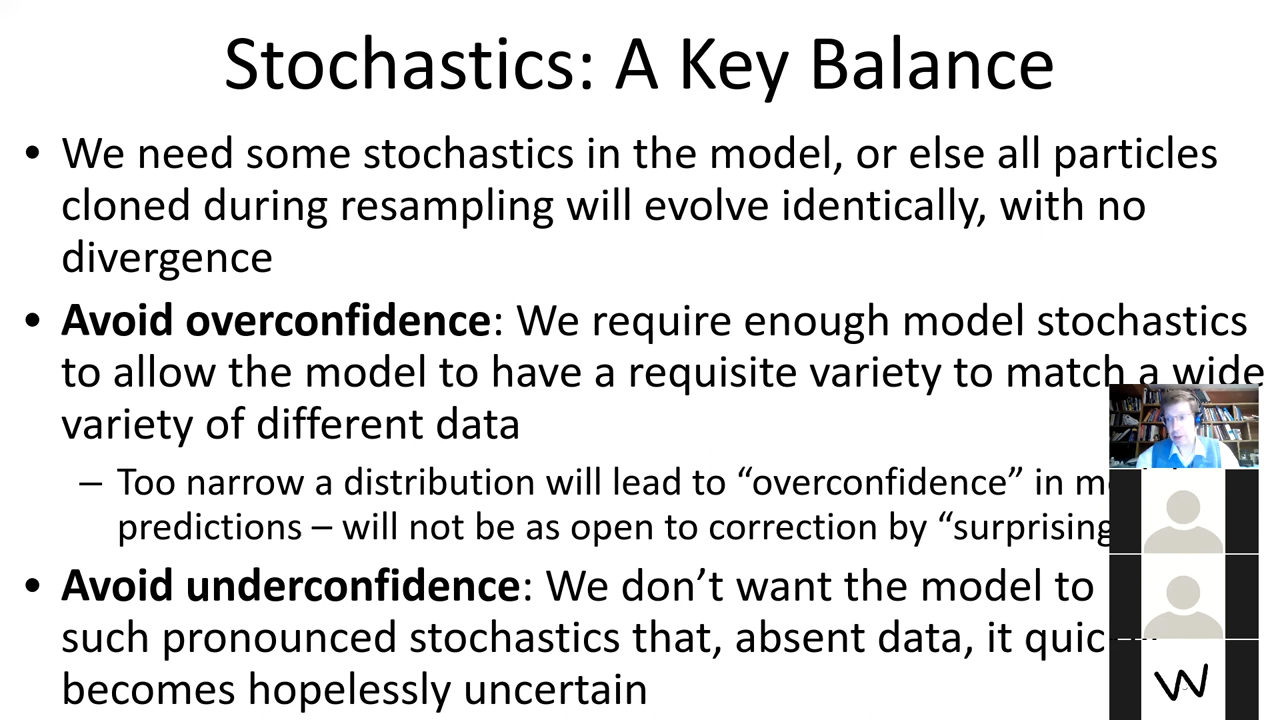 Stochastics: A Key Balance
• We need some stochastics in the model, or else all particles
cloned during resampling will evolve identically, with no
divergence
• Avoid overconfidence: We require enough model stochastics
to allow the model to have a requisite variety to match a wide
variety of different data
– Too narrow a distribution will lead to “overconfidence” in
predictions – will not be as open to correction by “surprising
• Avoid underconfidence: We don’t want the model to
such pronounced stochastics that, absent data, it
becomes hopelessly uncertain
W